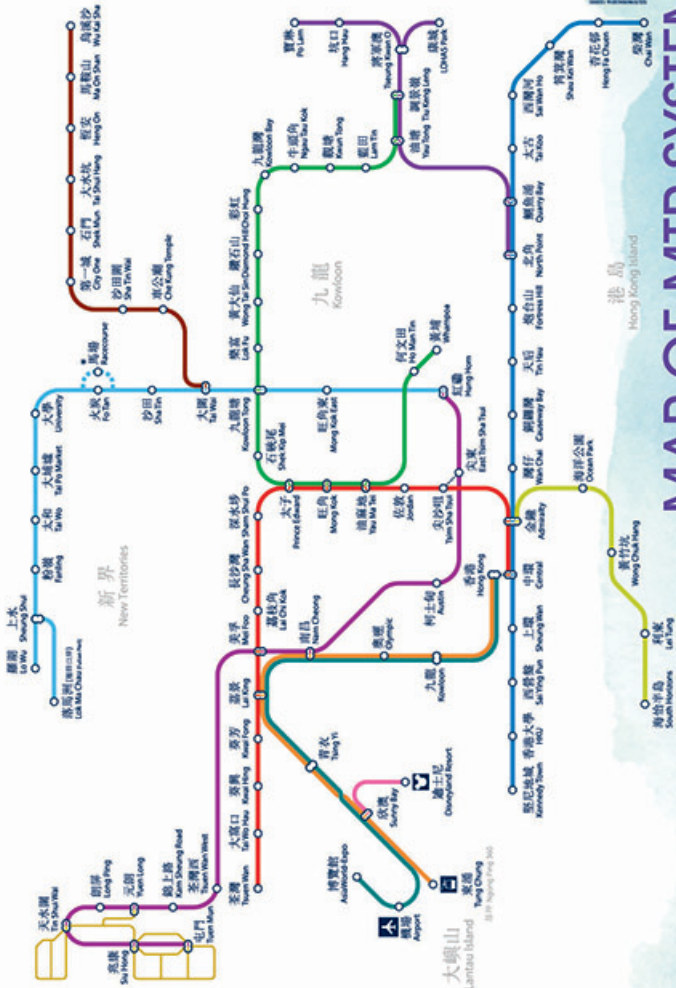 羅湖
Lo Wu
落馬洲
Lok Ma Chau
上水
Sheung Shui
粉嶺
Fanling
太和
Tai Wo
大埔墟
Tai Po Market
大學
University
火炭
Fo Tan
馬場
Racecourse
沙田
Sha Tin
大圍
Tai Wai
車公廟
Che Kung Temple
沙田圍
Sha Tin Wai
第一城
City One
石門
Shek Mun
大水坑
Tai Shui Hang
恆安
Heng On
馬鞍山
Ma On Shan
烏溪沙
Wu Kai Sha
新界
New Territories
天水圍
Tin Shui Wai
朗屏
Long Ping
元朗
Yuen Long
錦上路
Kam Sheung Road
荃灣西
Tsuen Wan West
兆康
Siu Hong
屯門
Tuen Mun
荃灣
Tsuen Wan
大窩口
Tai Wo Hau
葵興
Kwai Hing
葵芳
Kwai Fong
荔景
Lai King
美孚
Mei Foo
荔枝角
Lai Chi Kok
長沙灣
Cheung Sha Wan
深水埗
Sham Shui Po
太子
Prince Edward
旺角
Mong Kok
油麻地
Yau Ma Tei
佐敦
Jordan
尖沙咀
Tsim Sha Tsui
尖東
East Tsim Sha Tsui
石硤尾
Shek Kip Mei
九龍塘
Kowloon Tong
旺角東
Mong Kok East
紅磡
Hung Hom
何文田
Ho Man Tin
黃埔
Whampoa
樂富
Lok Fu
黃大仙
Wong Tai Sin
鑽石山
Diamond Hill
彩虹
Choi Hung
九龍灣
Kowloon Bay
牛頭角
Ngau Tau Kok
觀塘
Kwun Tong
藍田
Lam Tin
油塘
Yau Tong
調景嶺
Tiu Keng Leng
將軍澳
Tseung Kwan O
坑口
Hang Hau
寶琳
Po Lam
康城
LOHAS Park
九龍
Kowloon
南昌
Nam Cheong
奧運
Olympic
柯士甸
Austin
九龍
Kowloon
青衣
Tsing Yi
欣澳
Sunny Bay
迪士尼
Disneyland Resort
博覽館
AsiaWorld-Expo
機場
Airport
東涌
Tung Chung
昂坪 Ngong Ping 360
大嶼山
Lantau Island
香港
Hong Kong
堅尼地城
Kennedy Town
香港大學
HKU
西營盤
Sai Ying Pun
上環
Sheung Wan
中環
Central
金鐘
Admiralty
灣仔
Wan Chai
銅鑼灣
Causeway Bay
天后
Tin Hau
炮台山
Fortress Hill
北角
North Point
鰂魚涌
Quarry Bay
太古
Tai Koo
西灣河
Sai Wan Ho
筲箕灣
Shau Kei Wan
杏花邨
Heng Fa Chuen
柴灣
Chai Wan
海洋公園
Ocean Park
黃竹坑
Wong Chuk Hang
利東
Lei Tung
海怡半島
South Horizons
港島
Hong Kong Island
MAP OF MTR SYSTEM